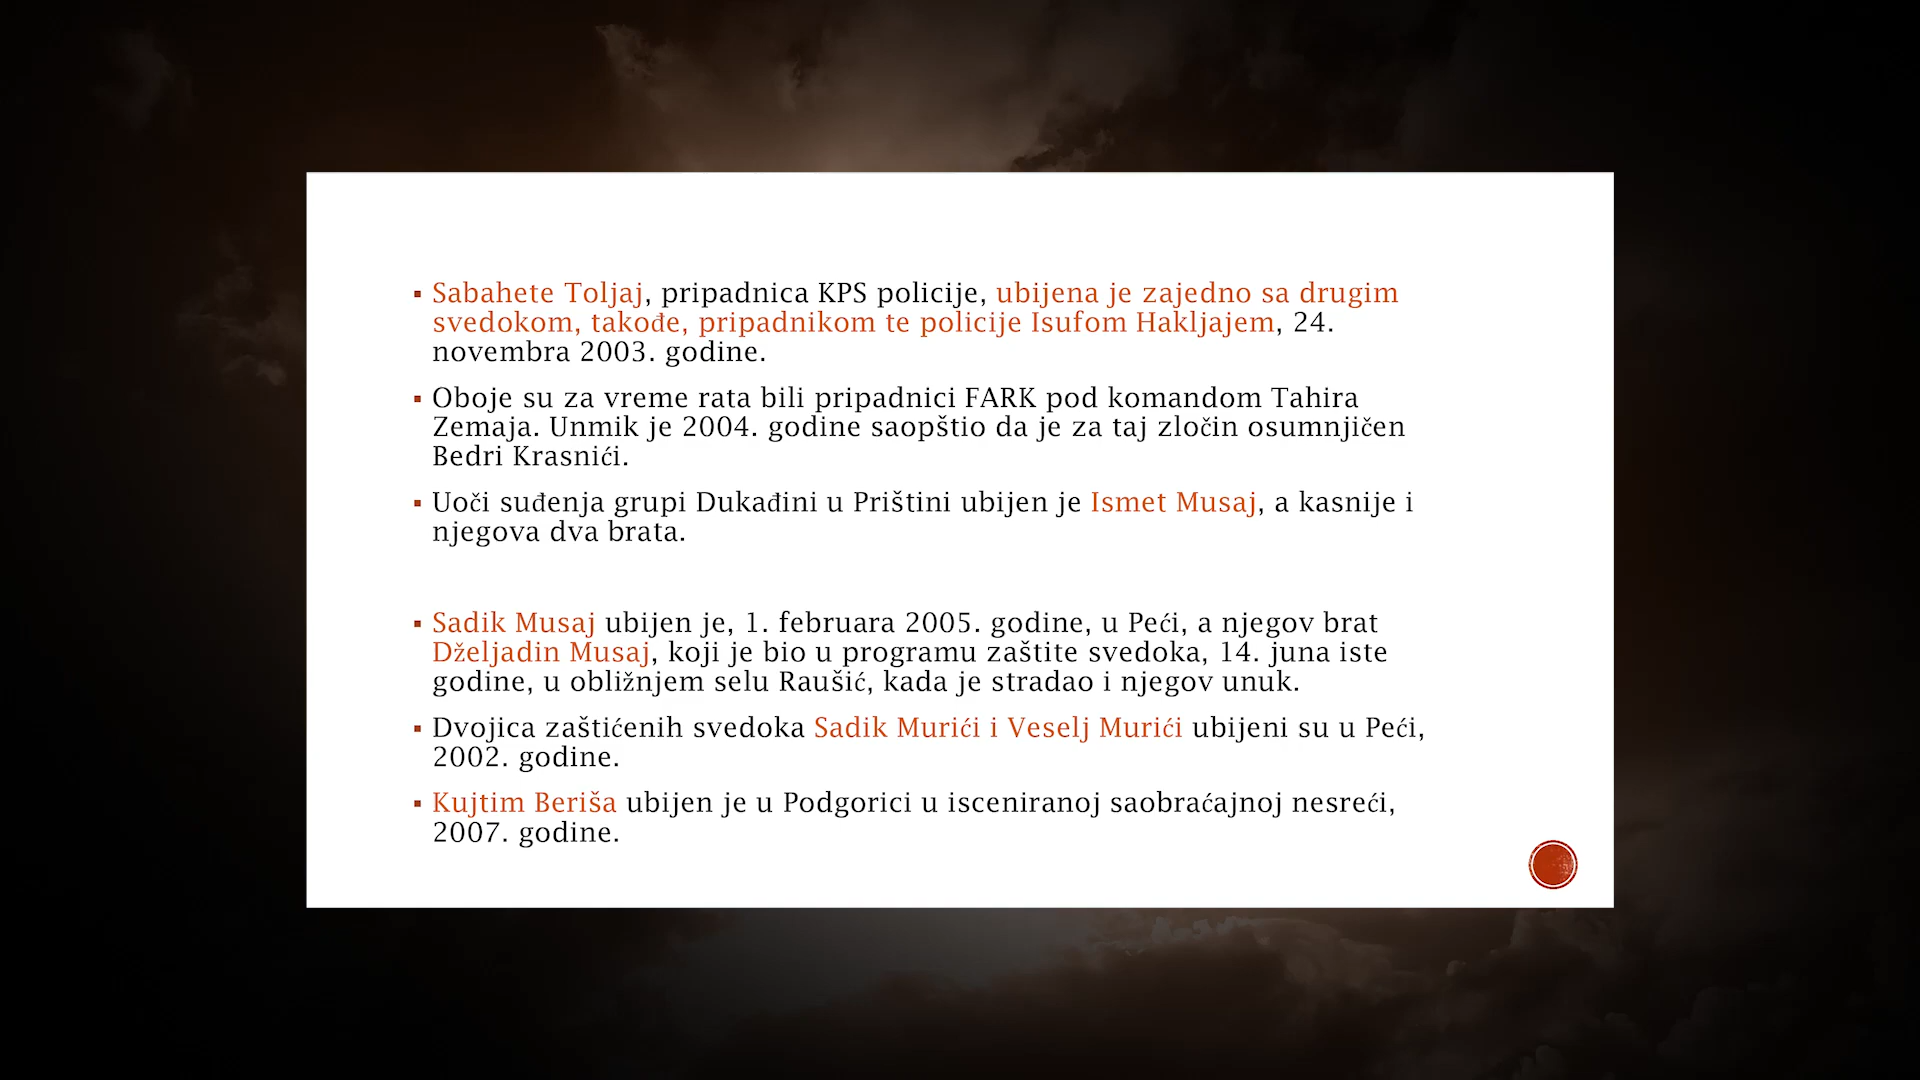 Sabahete Toljaj, pripadnica KPS policije, ubijena je zajedno sa drugim
svedokom, takođe, pripadnikom te policije Isufom Hakljajem, 24.
novembra 2003. godine.
Oboje su za vreme rata bili pripadnici FARK pod komandom Tahira
Zemaja. Unmik je 2004. godine saopštio da je za taj zločin osumnjičen
Bedri Krasnići.
Uoči suđenja grupi Dukađini u Prištini ubijen je Ismet Musaj, a kasnije i
njegova dva brata.
Sadik Musaj ubijen je, 1. februara 2005. godine, u Peći, a njegov brat
Dželjadin Musaj, koji je bio u programu zaštite svedoka, 14. juna iste
godine, u obližnjem selu Raušić, kada je stradao i njegov unuk.
Dvojica zaštićenih svedoka Sadik Murići i Veselj Murići ubijeni su u Peći,
2002. godine.
Kujtim Beriša ubijen je u Podgorici u isceniranoj saobraćajnoj nesreći,
2007. godine.